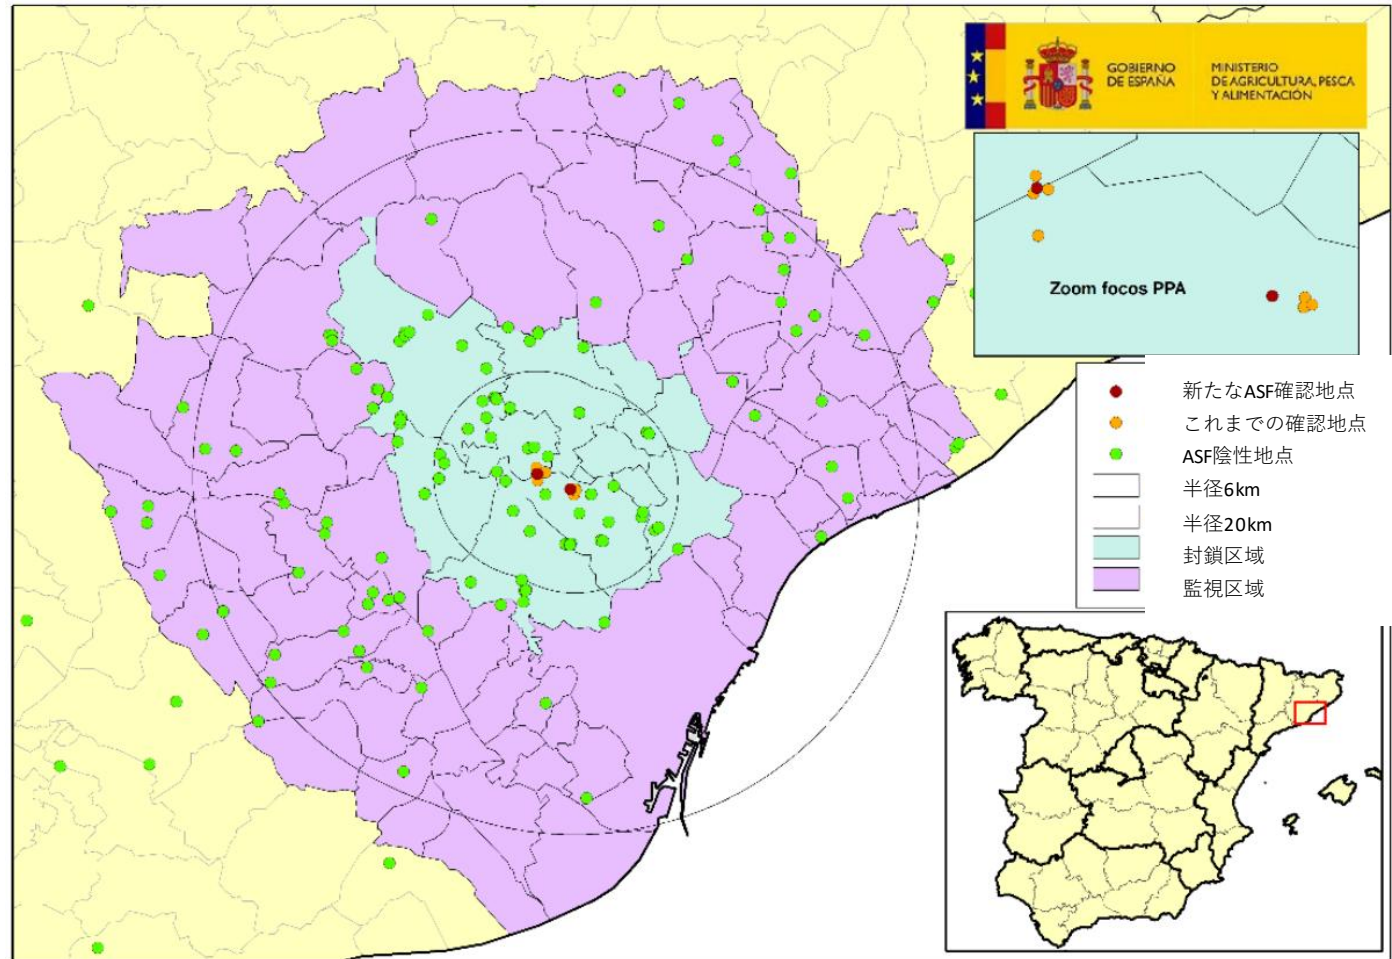 GOBIERNO
DE ESPAÑA
MINISTERIO
DE AGRICULTURA, PESCA
Y ALIMENTACIÓN
Zoom focos PPA
新たなASF確認地点
これまでの確認地点
ASF陰性地点
半径6km
半径20km
封鎖区域
監視区域